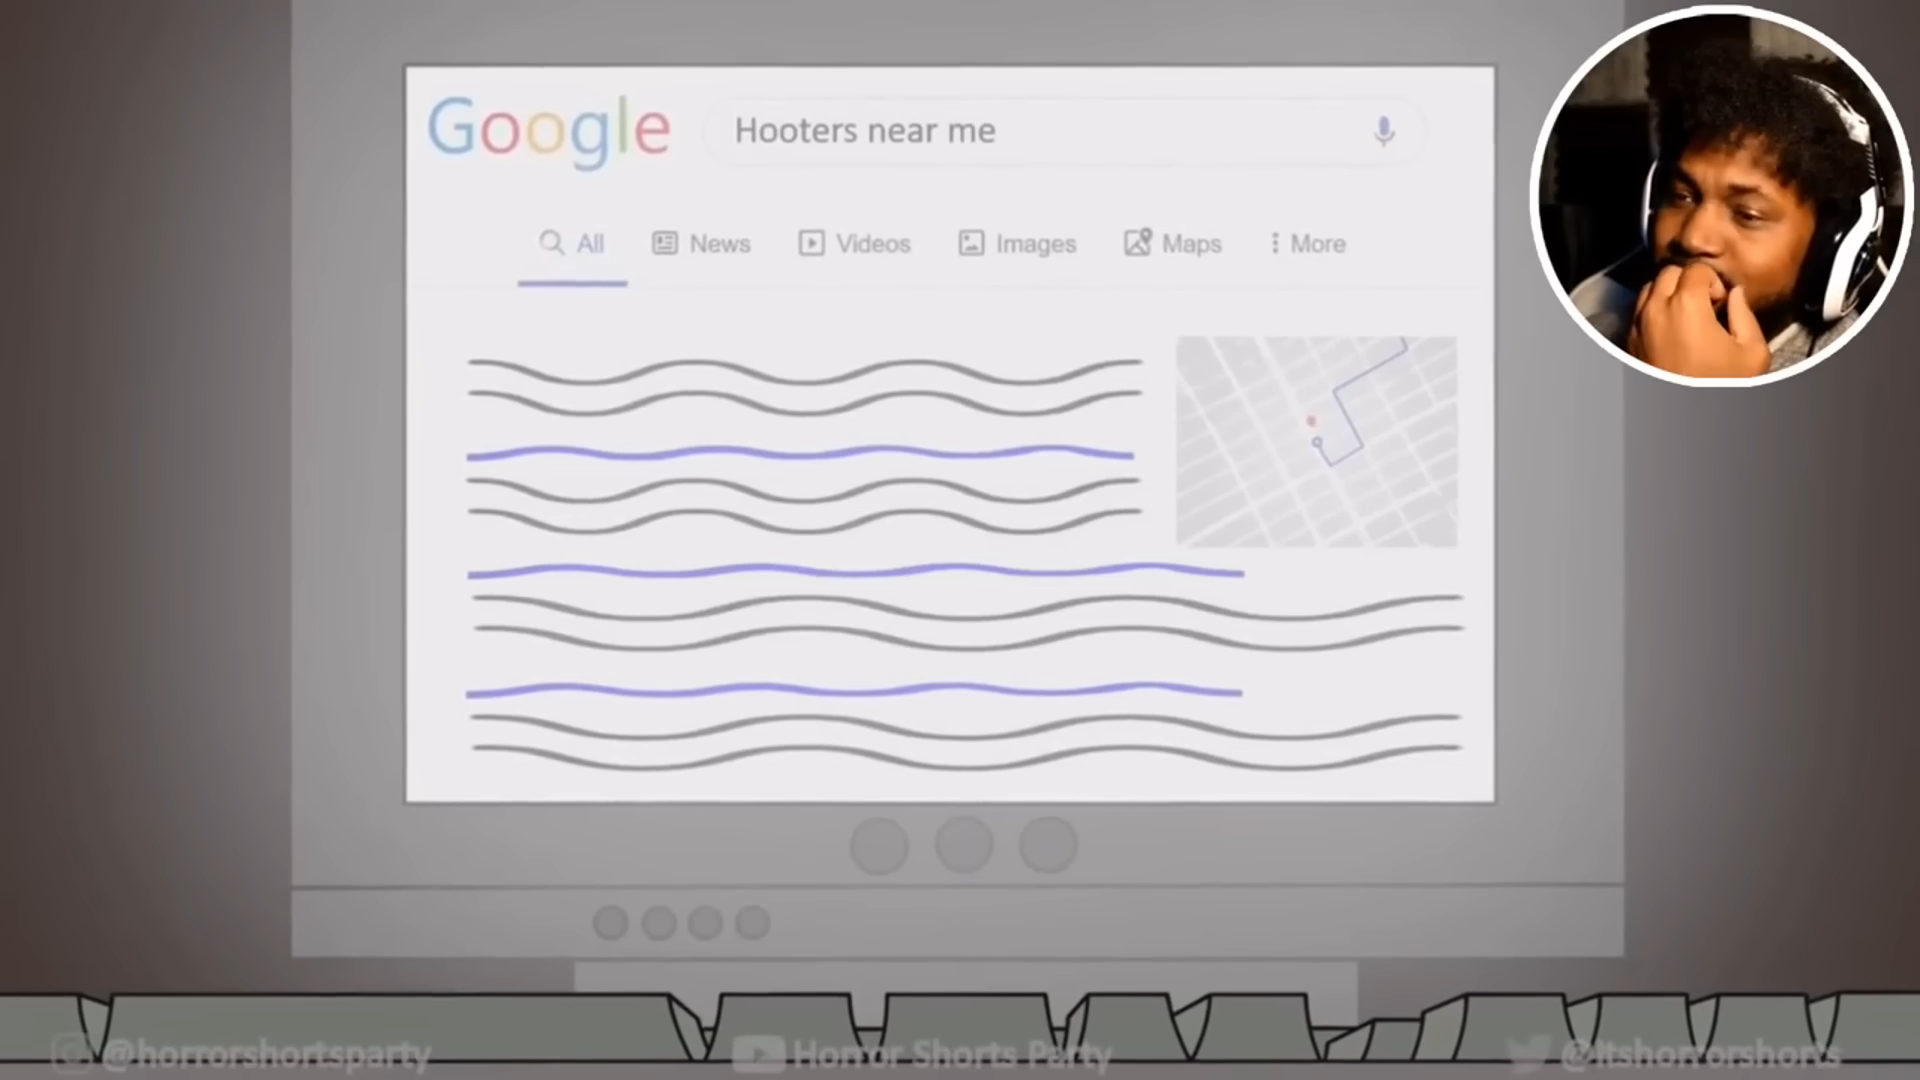 Google
Hooters near me
All News Videos Images Maps More
@horrorshortsparty Horror Shorts Party @itshorrorshorts